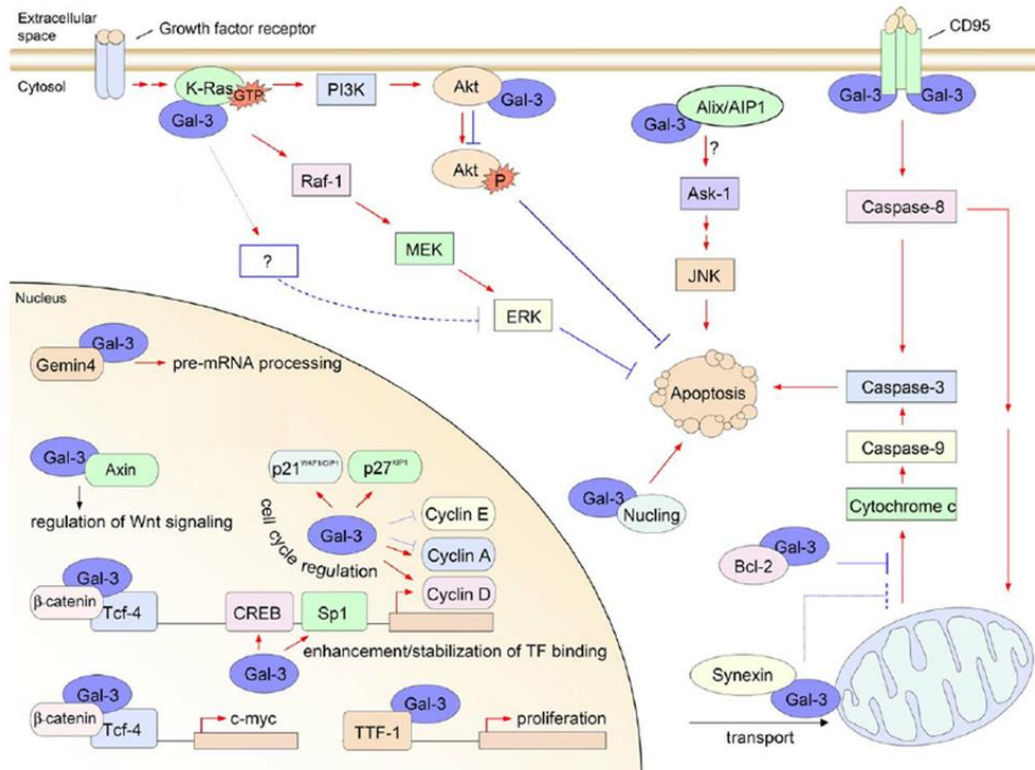 Extracellular
space
Growth factor receptor
CD95
Cytosol
K-Ras
GTP
Gal-3
PI3K
Akt
Gal-3
Akt
P
Gal-3
Alix/AIP1
?
Ask-1
JNK
Gal-3
Gal-3
Caspase-8
Raf-1
MEK
ERK
?
Apoptosis
Caspase-3
Caspase-9
Cytochrome c
Gal-3
Nucling
Gal-3
Bcl-2
Synexin
Gal-3
transport
Nucleus
Gal-3
Gemin4
pre-mRNA processing
Gal-3
Axin
regulation of Wnt signaling
p21WAF1/CIP1
p27KIP1
Gal-3
cell cycle regulation
Cyclin E
Cyclin A
Cyclin D
Gal-3
β-catenin
Tcf-4
CREB
Sp1
Gal-3
enhancement/stabilization of TF binding
Gal-3
β-catenin
Tcf-4
c-myc
Gal-3
TTF-1
proliferation